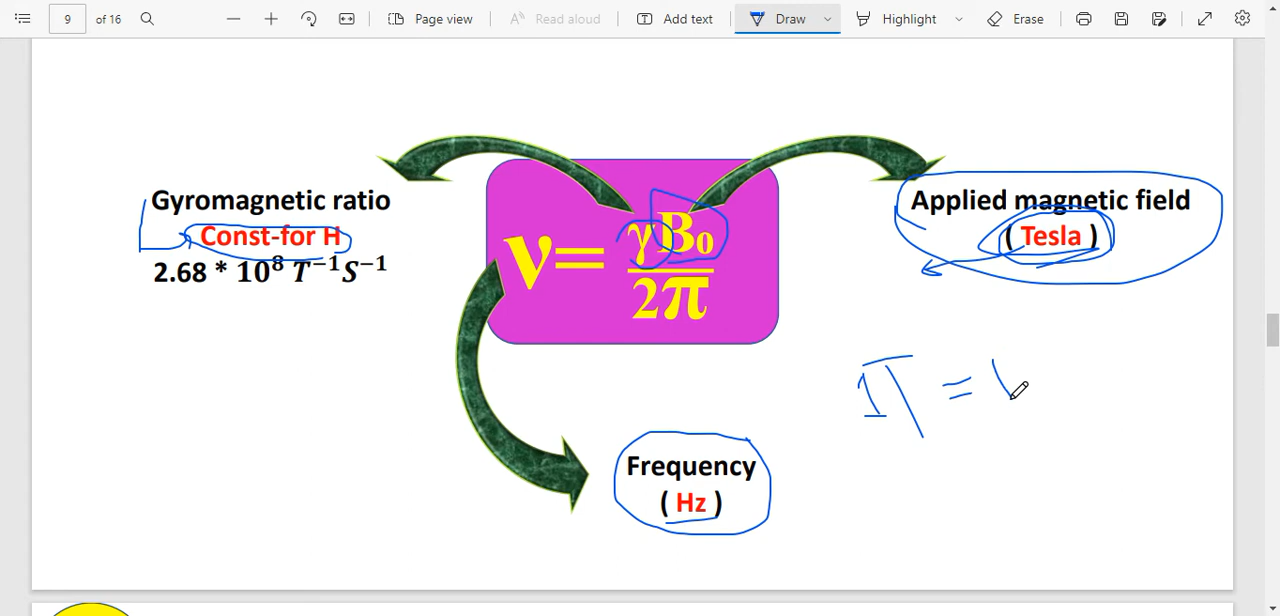 9 of 16 Page view Read aloud Add text Draw Highlight Erase
Gyromagnetic ratio
Const-for H
2.68 * 10⁸ T⁻¹S⁻¹
ν= γB₀
2π
Applied magnetic field
( Tesla )
π =
Frequency
( Hz )